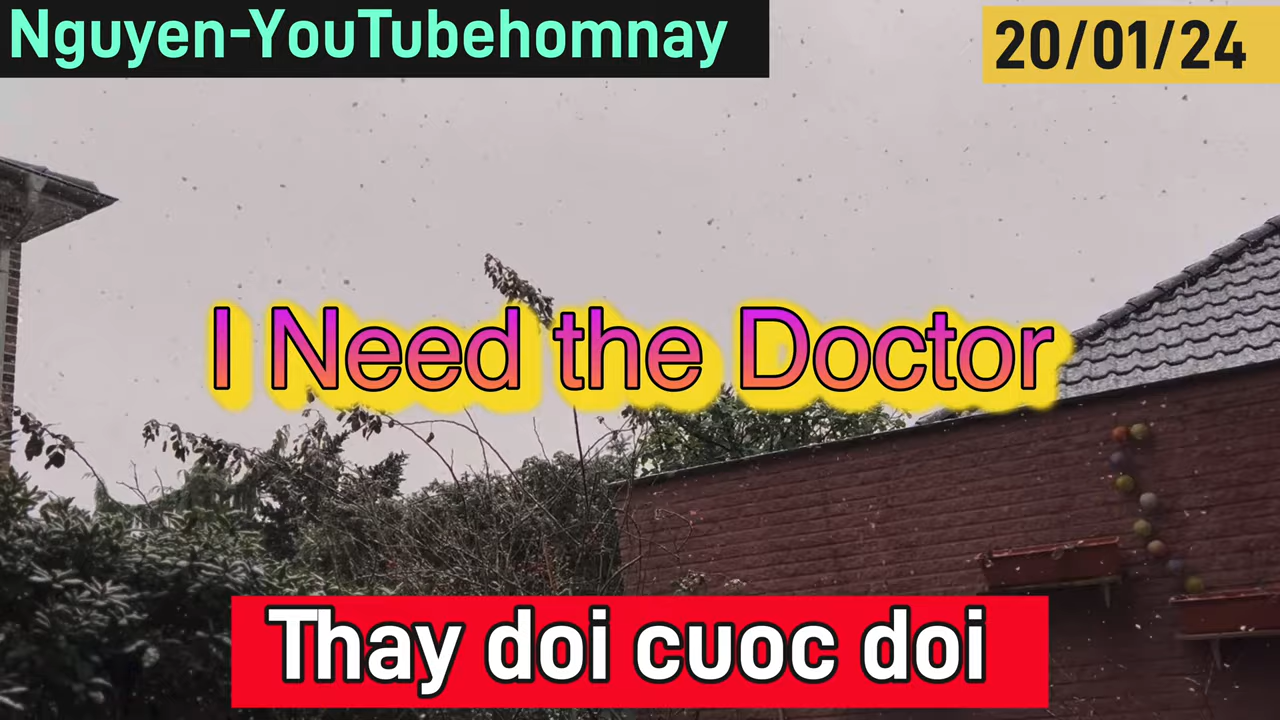 Nguyen-YouTubehomnay
20/01/24
I Need the Doctor
Thay doi cuoc doi